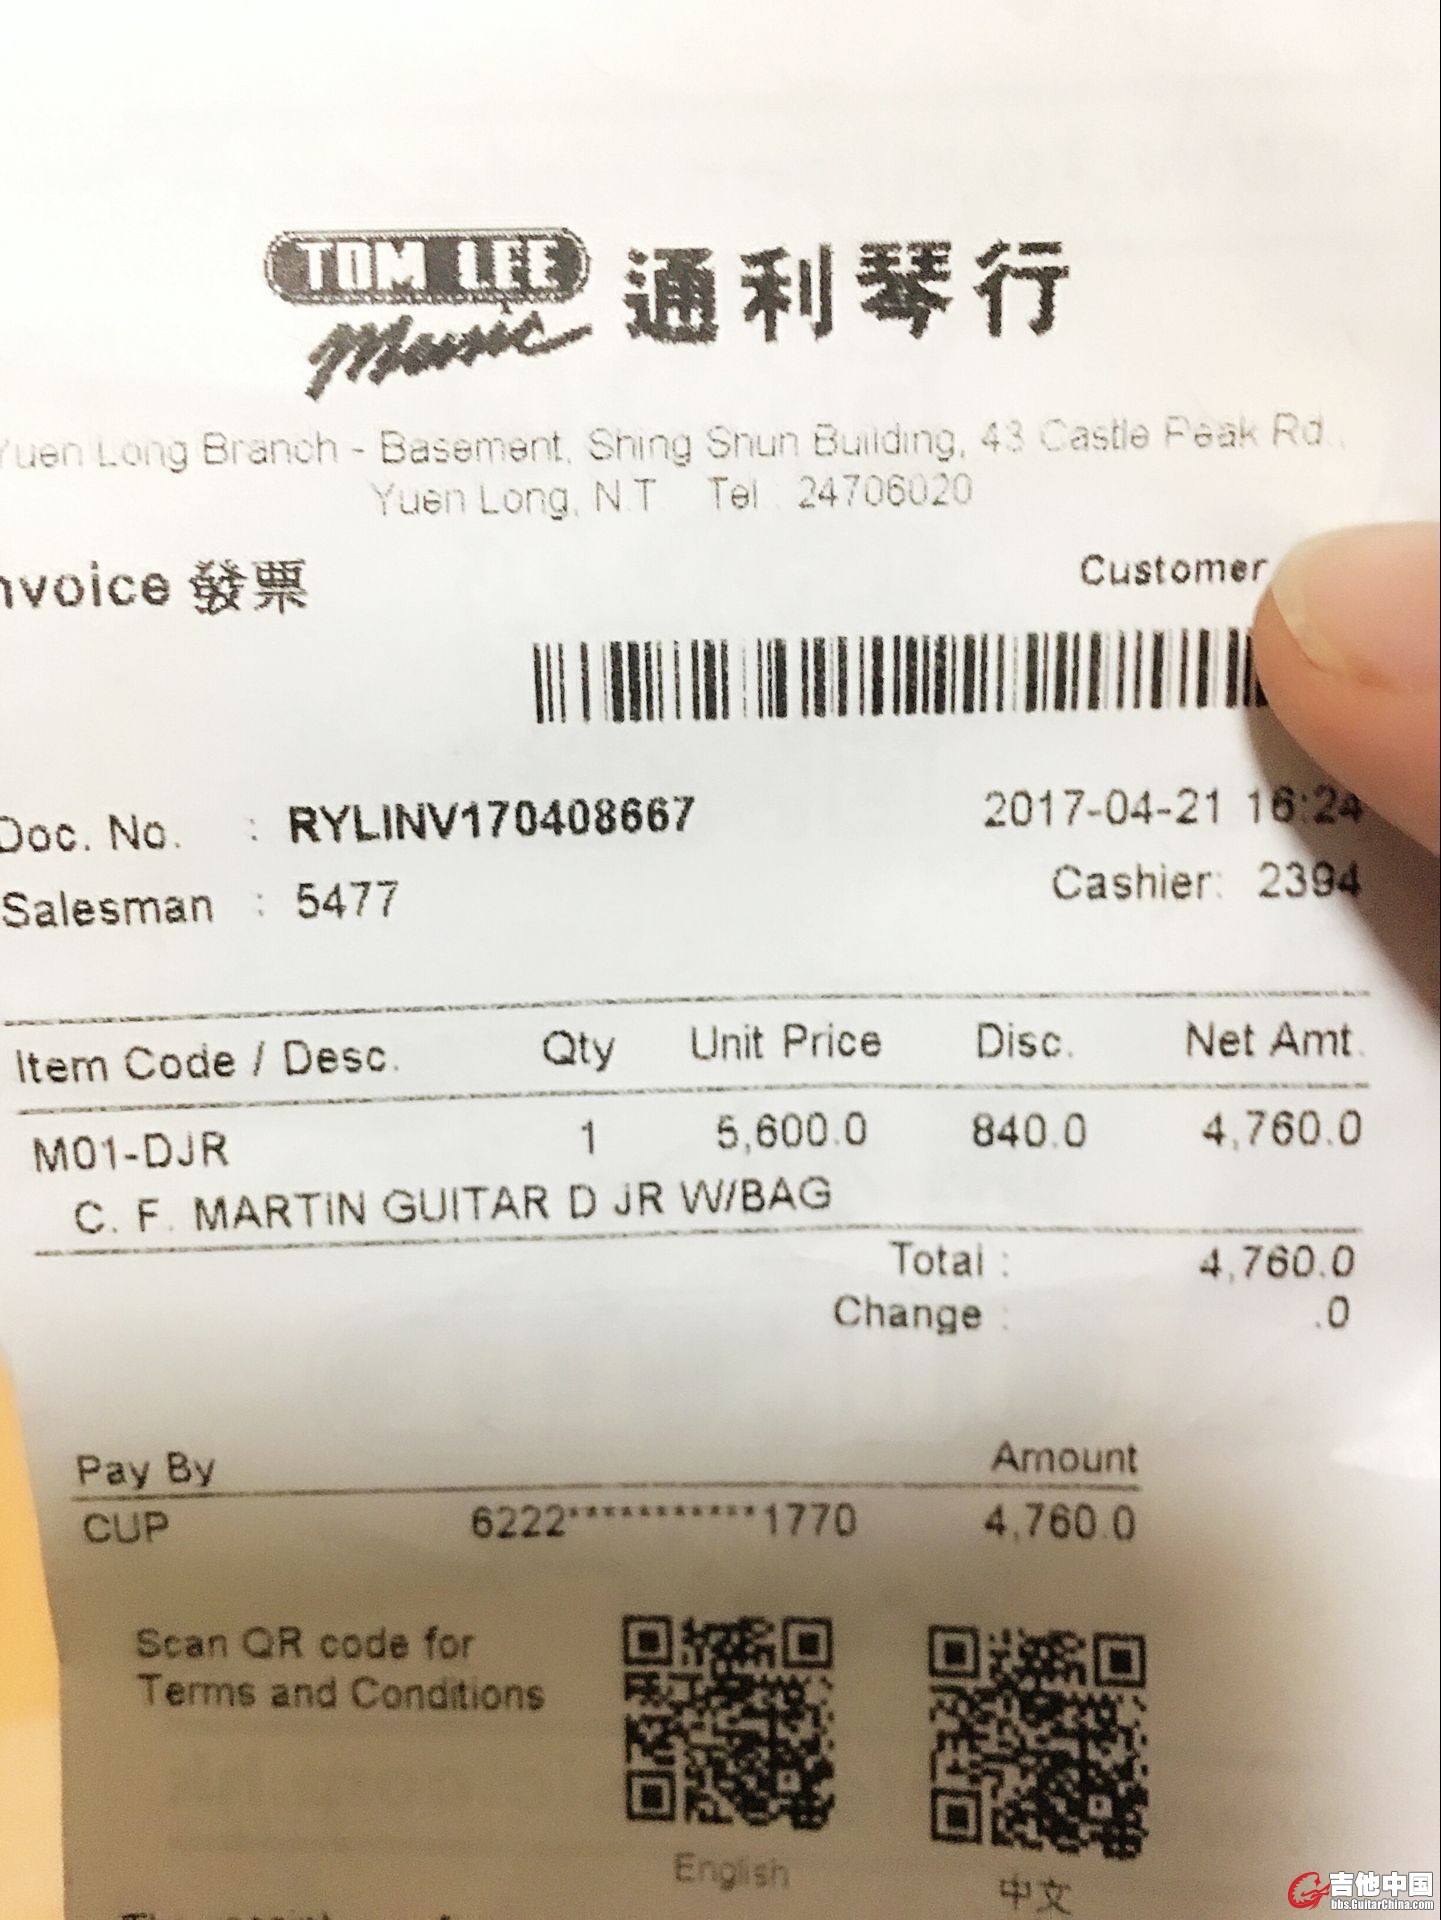 TOM LEE
Music
通利琴行
Yuen Long Branch - Basement, Shing Shun Building, 43 Castle Peak Rd.,
Yuen Long, N.T. Tel : 24706020
nvoice 發票
Customer
Doc. No. : RYLINV170408667
2017-04-21 16:24
Salesman : 5477
Cashier: 2394
Item Code / Desc. Qty Unit Price Disc. Net Amt.
M01-DJR 1 5,600.0 840.0 4,760.0
C. F. MARTIN GUITAR D JR W/BAG
Total : 4,760.0
Change : .0
Pay By Amount
CUP 6222***********1770 4,760.0
Scan QR code for
Terms and Conditions
English
中文
吉他中国
bbs.GuitarChina.com